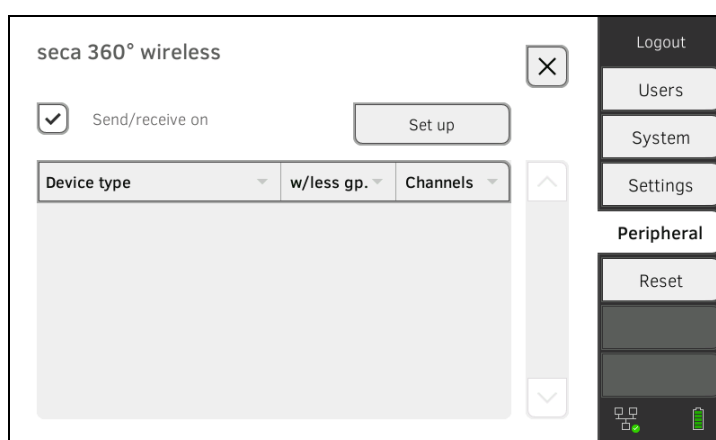 seca 360° wireless
Send/receive on
Set up
Device type
w/less gp.
Channels
Logout
Users
System
Settings
Peripheral
Reset